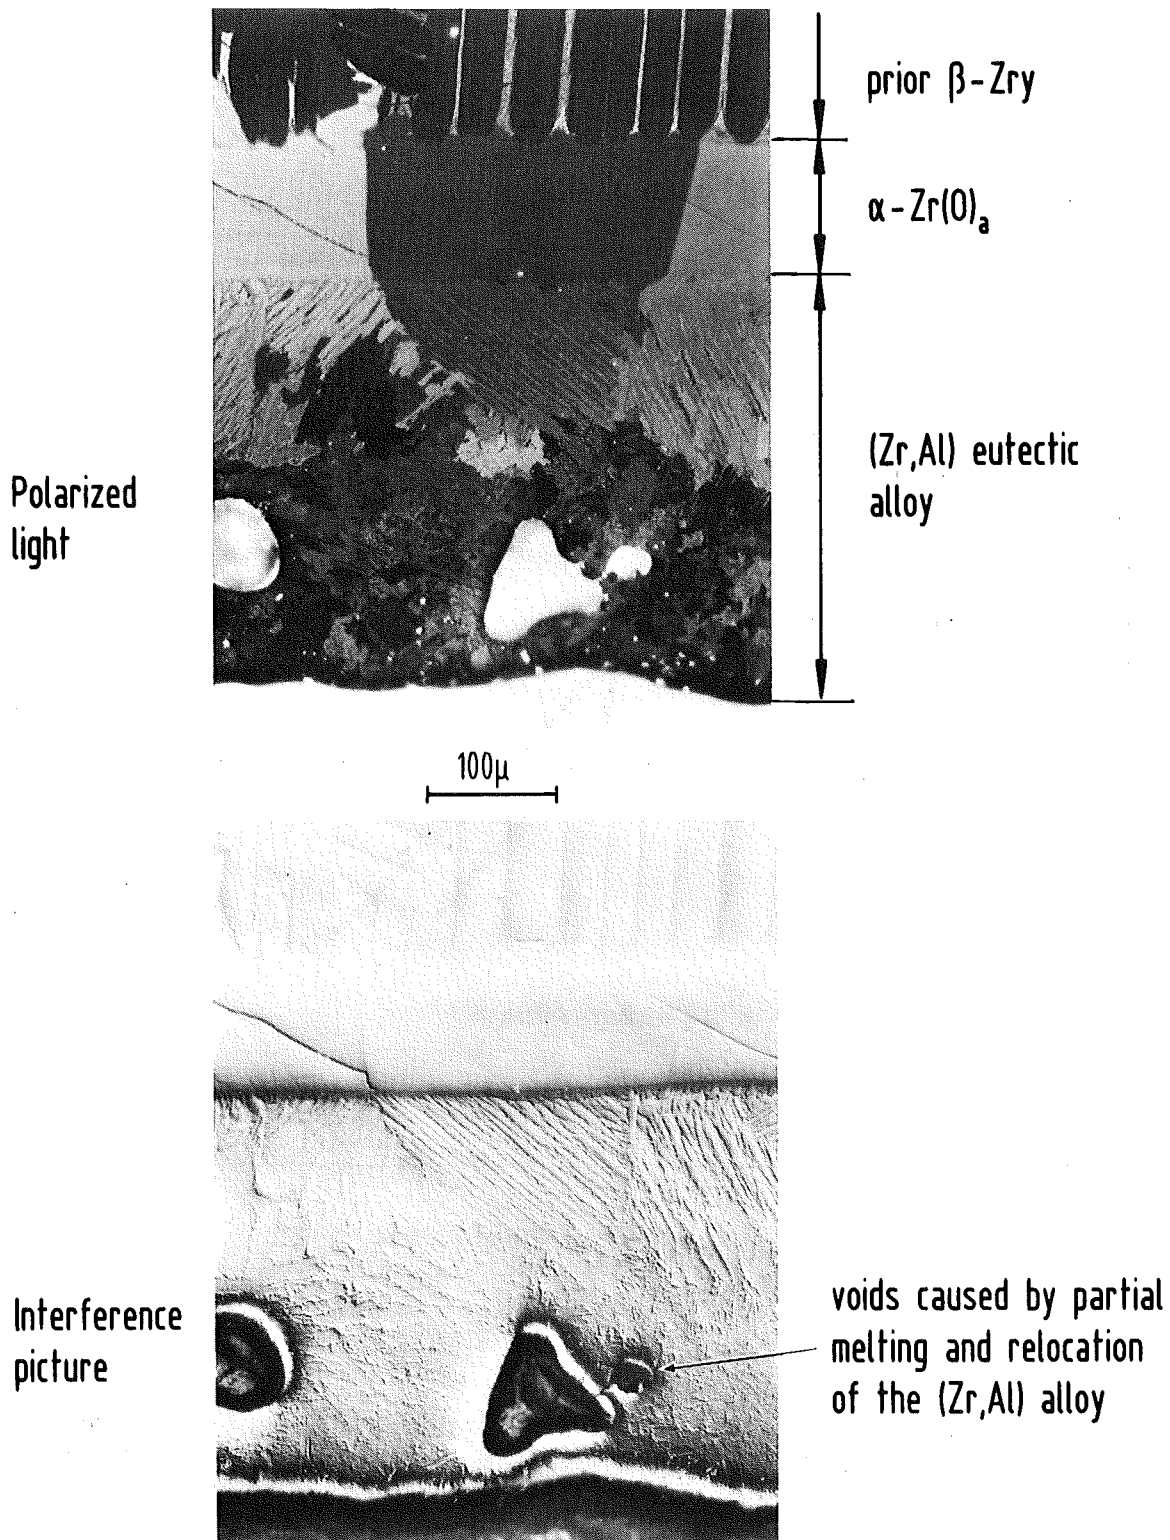 prior β-Zry
α-Zr(O)a
(Zr,Al) eutectic
alloy
Polarized
light
100μ
Interference
picture
voids caused by partial
melting and relocation
of the (Zr,Al) alloy